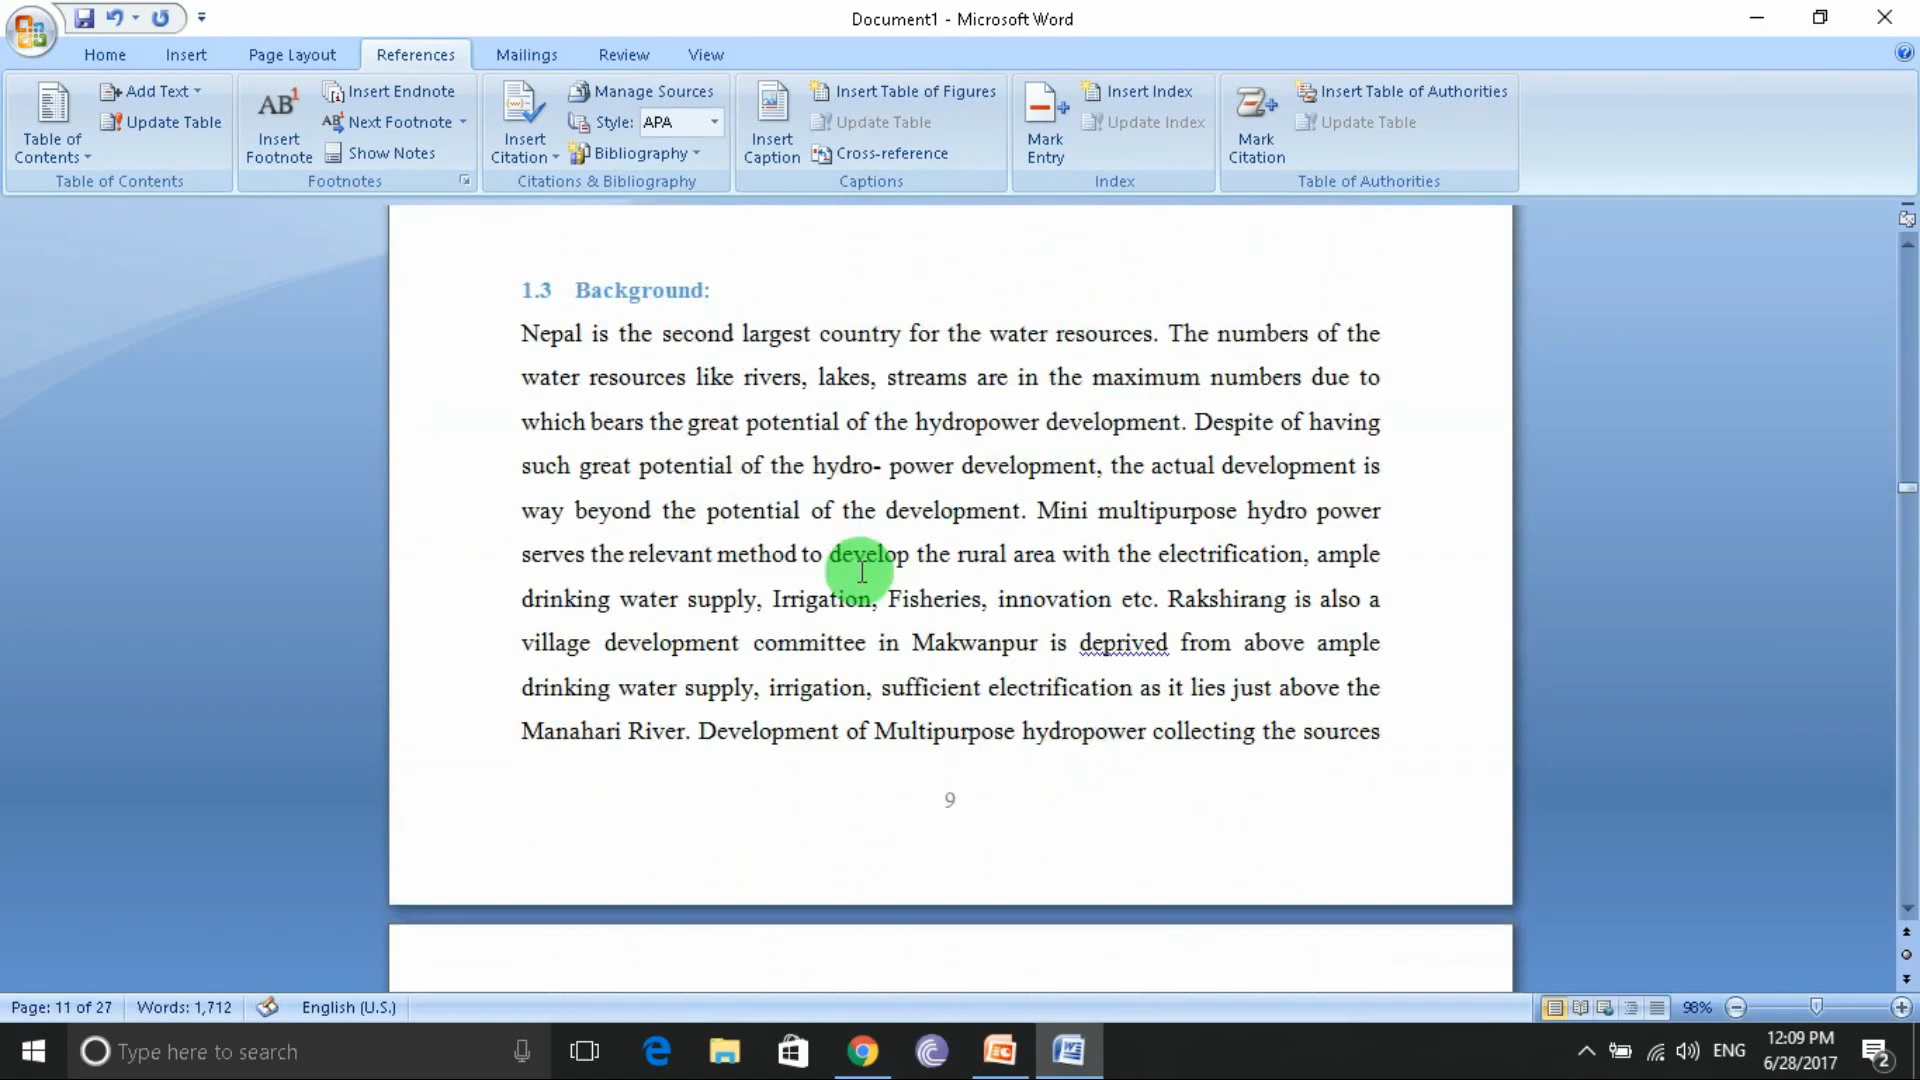 Document1 - Microsoft Word
Home Insert Page Layout References Mailings Review View
Table of Contents
Add Text
Update Table
Table of Contents
AB1
Insert Footnote
Insert Endnote
Next Footnote
Show Notes
Footnotes
Insert Citation
Manage Sources
Style: APA
Bibliography
Citations & Bibliography
Insert Caption
Insert Table of Figures
Update Table
Cross-reference
Captions
Mark Entry
Insert Index
Update Index
Index
Mark Citation
Insert Table of Authorities
Update Table
Table of Authorities
1.3 Background:
Nepal is the second largest country for the water resources. The numbers of the
water resources like rivers, lakes, streams are in the maximum numbers due to
which bears the great potential of the hydropower development. Despite of having
such great potential of the hydro- power development, the actual development is
way beyond the potential of the development. Mini multipurpose hydro power
serves the relevant method to develop the rural area with the electrification, ample
drinking water supply, Irrigation, Fisheries, innovation etc. Rakshirang is also a
village development committee in Makwanpur is deprived from above ample
drinking water supply, irrigation, sufficient electrification as it lies just above the
Manahari River. Development of Multipurpose hydropower collecting the sources
9
Page: 11 of 27 Words: 1,712 English (U.S.) 98%
Type here to search
ENG
12:09 PM
6/28/2017
2